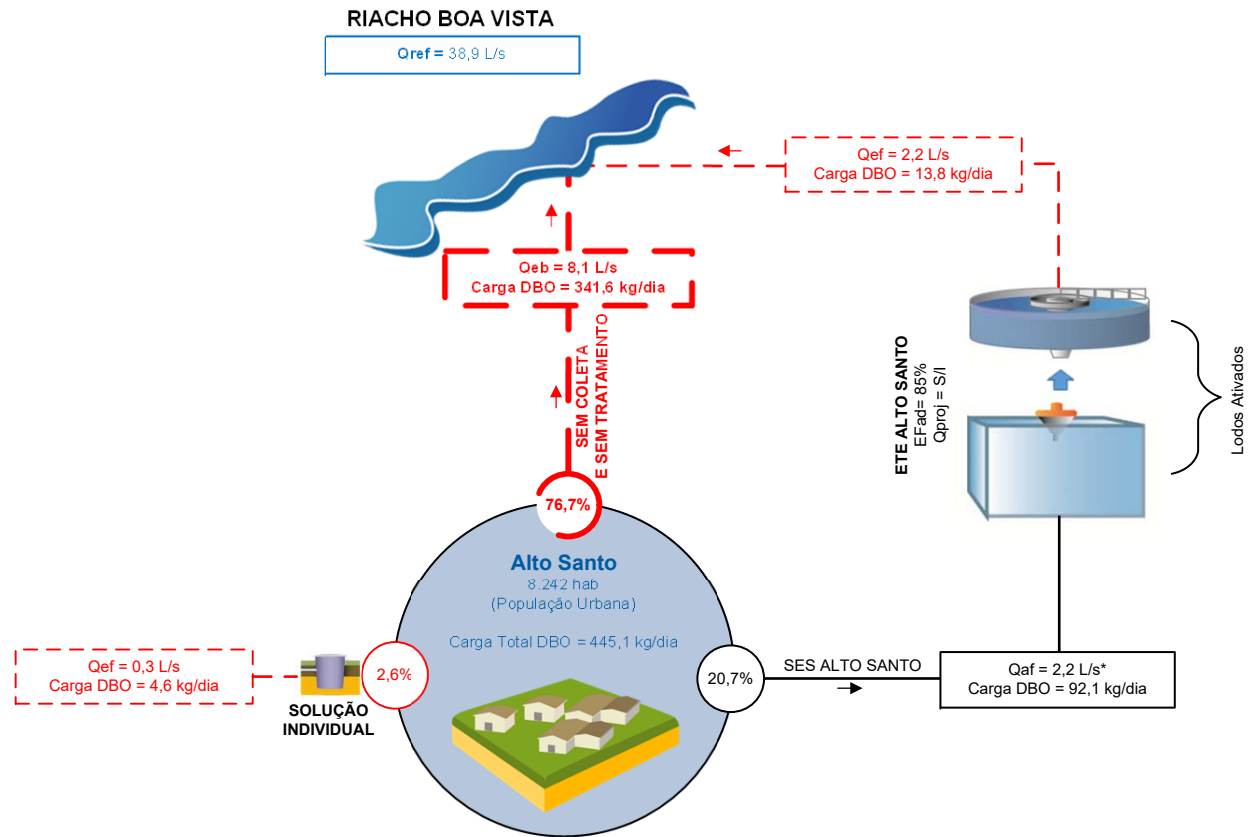 RIACHO BOA VISTA
Qref = 38,9 L/s
Qef = 2,2 L/s
Carga DBO = 13,8 kg/dia
Qeb = 8,1 L/s
Carga DBO = 341,6 kg/dia
SEM COLETA
E SEM TRATAMENTO
ETE ALTO SANTO
EFad= 85%
Qproj = S/I
Lodos Ativados
76,7%
Alto Santo
8.242 hab
(População Urbana)
Carga Total DBO = 445,1 kg/dia
Qef = 0,3 L/s
Carga DBO = 4,6 kg/dia
SOLUÇÃO
INDIVIDUAL
2,6%
20,7%
SES ALTO SANTO
Qaf = 2,2 L/s*
Carga DBO = 92,1 kg/dia